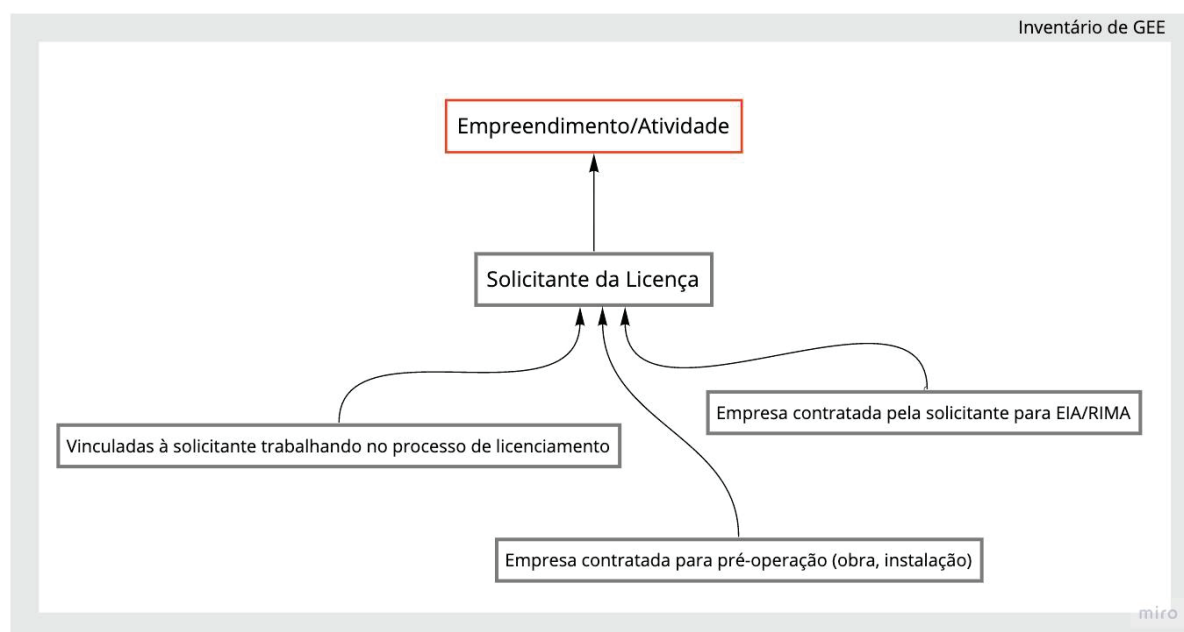 Inventário de GEE
Empreendimento/Atividade
Solicitante da Licença
Empresa contratada pela solicitante para EIA/RIMA
Vinculadas à solicitante trabalhando no processo de licenciamento
Empresa contratada para pré-operação (obra, instalação)
miro